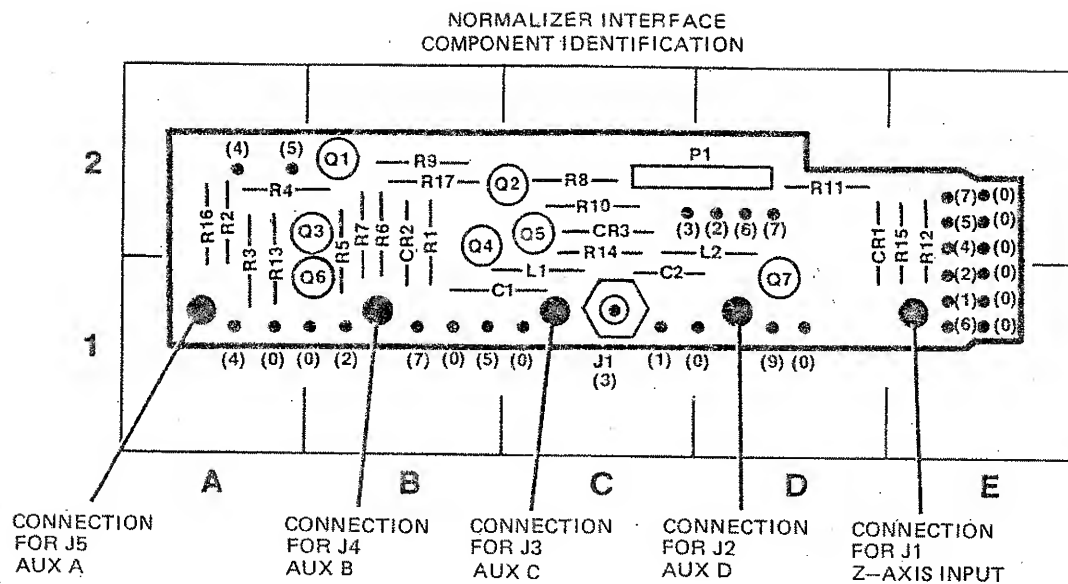 NORMALIZER INTERFACE
COMPONENT IDENTIFICATION
2
(4) (5) Q1 R9 P1
R4 R17 Q2 R8 R11
R16 R2 R3 R13 Q3 R5 R7 R6 CR2 R1 Q4 Q5 R10 CR3 R14 (3) (2) (6) (7) CR1 R15 R12
(7) (0)
(5) (0)
(4) (0)
(2) (0)
(1) (0)
(6) (0)
Q6 L1 C2 L2 Q7
C1
1
(4) (0) (0) (2) (7) (0) (5) (0) J1 (1) (0) (9) (0)
(3)
A B C D E
CONNECTION
FOR J5
AUX A
CONNECTION
FOR J4
AUX B
CONNECTION
FOR J3
AUX C
CONNECTION
FOR J2
AUX D
CONNECTION
FOR J1
Z-AXIS INPUT